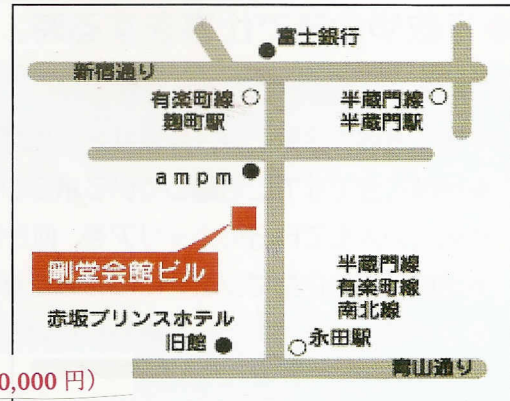 富士銀行
新宿通り
有楽町線
麹町駅
半蔵門線
半蔵門駅
ampm
剛堂会館ビル
半蔵門線
有楽町線
南北線
永田駅
赤坂プリンスホテル
旧館
青山通り
0,000 円）